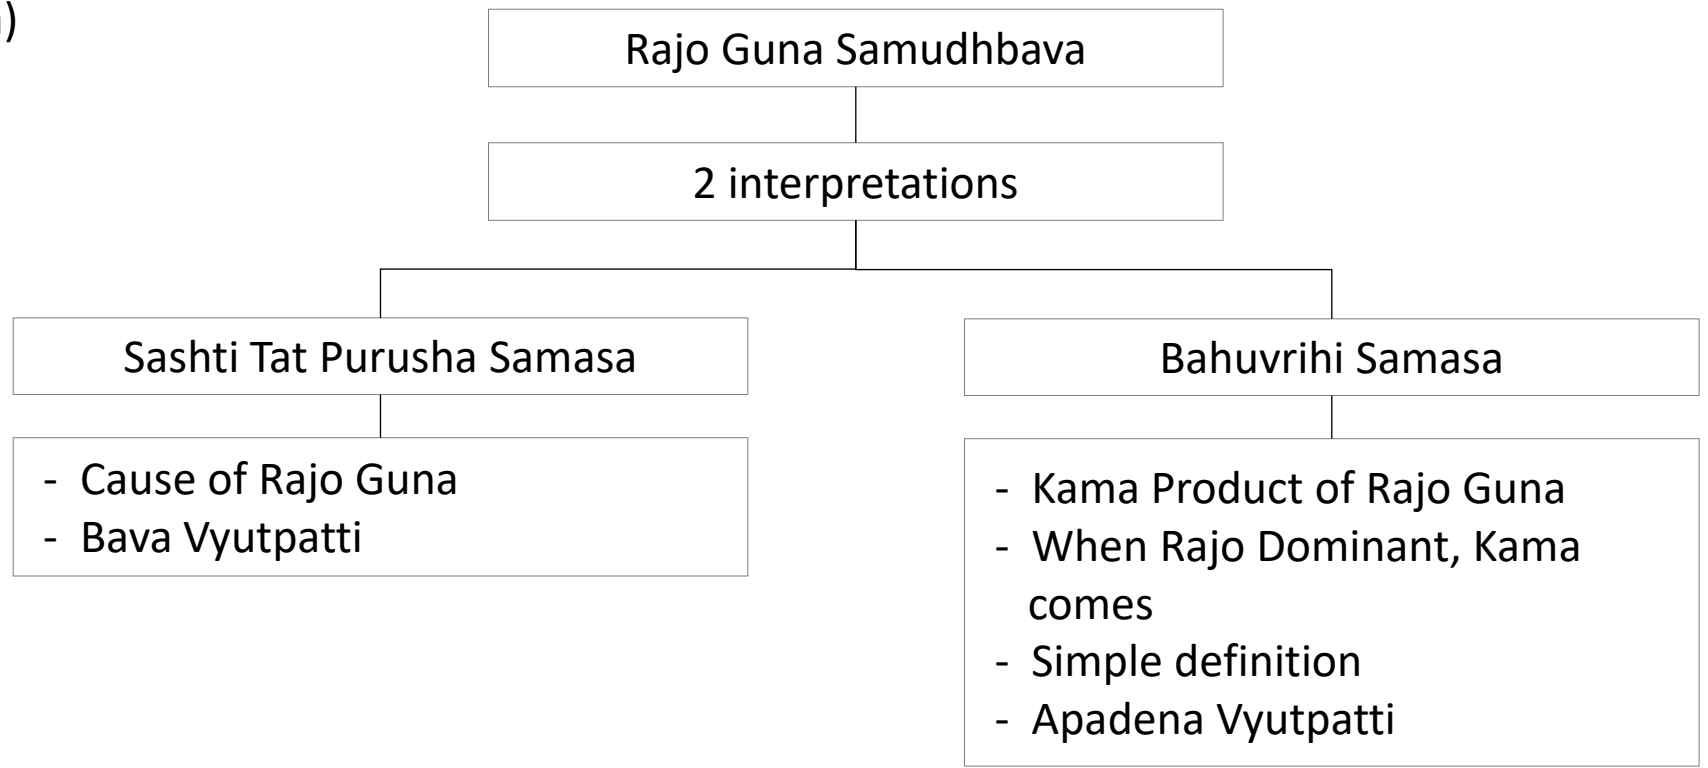 Rajo Guna Samudhbava
2 interpretations
Sashti Tat Purusha Samasa
Bahuvrihi Samasa
- Cause of Rajo Guna
- Bava Vyutpatti
- Kama Product of Rajo Guna
- When Rajo Dominant, Kama
comes
- Simple definition
- Apadena Vyutpatti